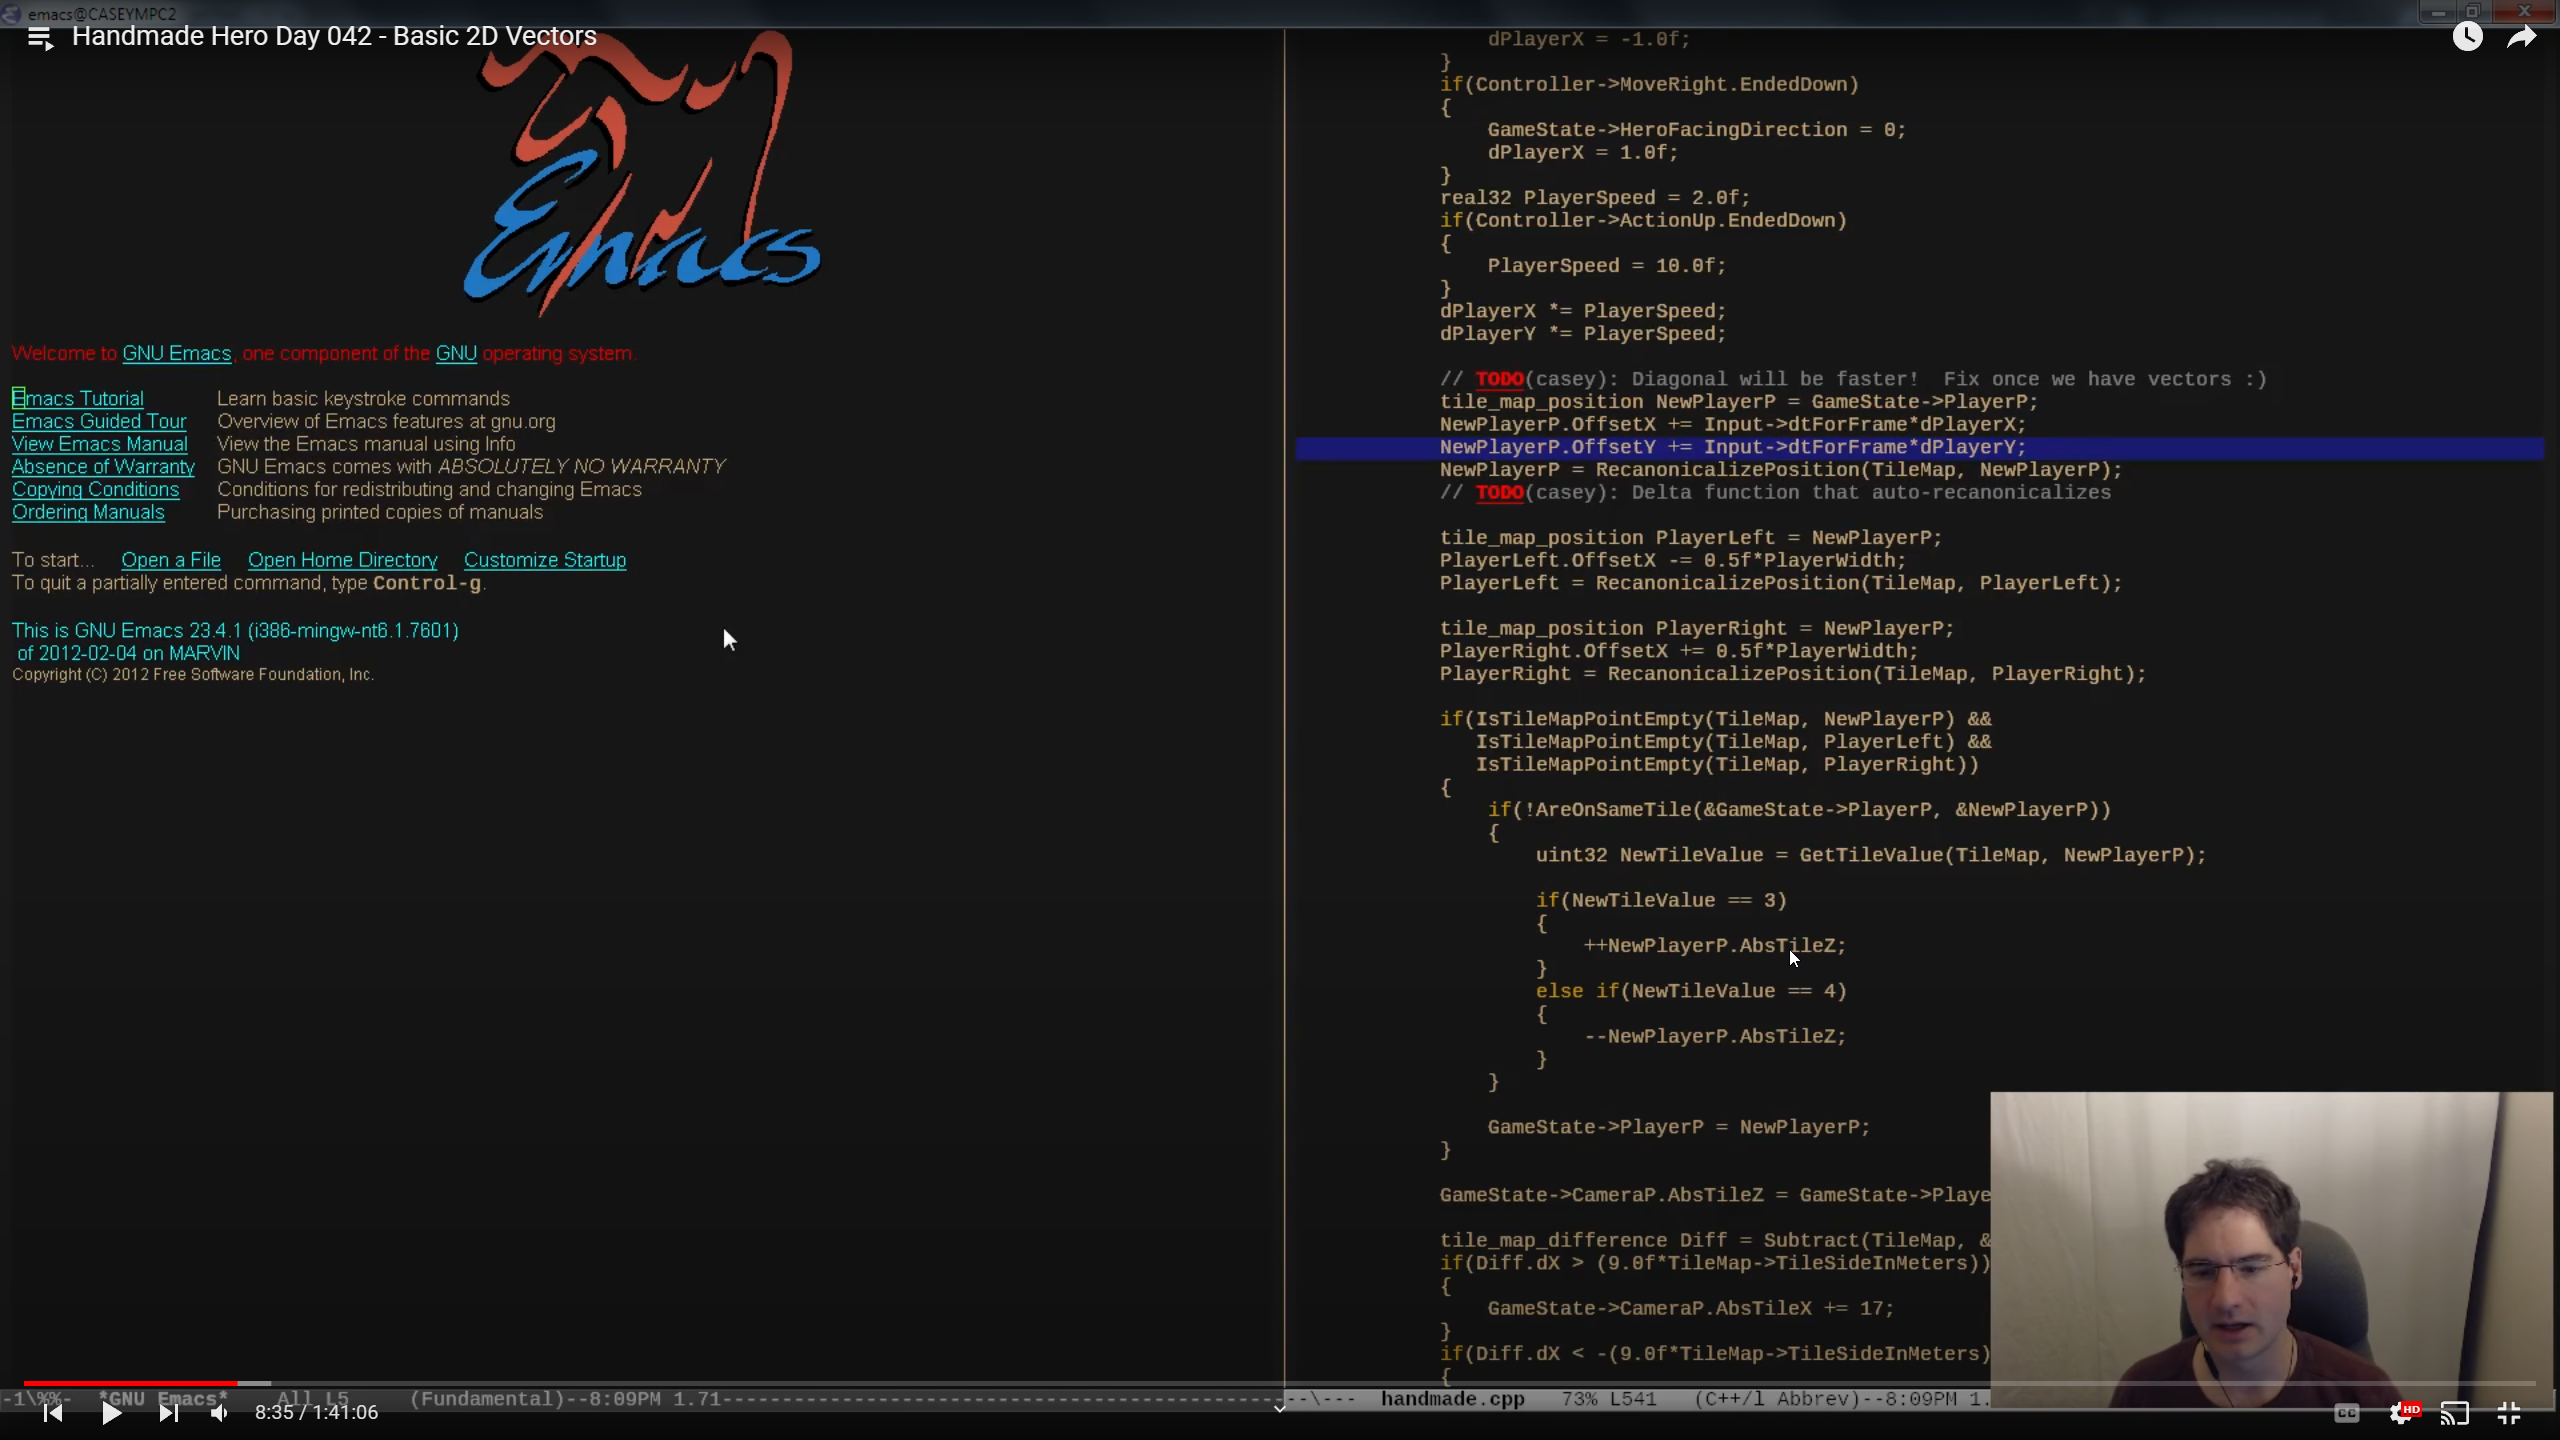 emacs@CASEYMPC2
Handmade Hero Day 042 - Basic 2D Vectors
Emacs
Welcome to GNU Emacs, one component of the GNU operating system.
Emacs Tutorial Learn basic keystroke commands
Emacs Guided Tour Overview of Emacs features at gnu.org
View Emacs Manual View the Emacs manual using Info
Absence of Warranty GNU Emacs comes with ABSOLUTELY NO WARRANTY
Copying Conditions Conditions for redistributing and changing Emacs
Ordering Manuals Purchasing printed copies of manuals
To start... Open a File Open Home Directory Customize Startup
To quit a partially entered command, type Control-g.
This is GNU Emacs 23.4.1 (i386-mingw-nt6.1.7601)
of 2012-02-04 on MARVIN
Copyright (C) 2012 Free Software Foundation, Inc.
dPlayerX = -1.0f;
}
if(Controller->MoveRight.EndedDown)
{
GameState->HeroFacingDirection = 0;
dPlayerX = 1.0f;
}
real32 PlayerSpeed = 2.0f;
if(Controller->ActionUp.EndedDown)
{
PlayerSpeed = 10.0f;
}
dPlayerX *= PlayerSpeed;
dPlayerY *= PlayerSpeed;
// TODO(casey): Diagonal will be faster!  Fix once we have vectors :)
tile_map_position NewPlayerP = GameState->PlayerP;
NewPlayerP.OffsetX += Input->dtForFrame*dPlayerX;
NewPlayerP.OffsetY += Input->dtForFrame*dPlayerY;
NewPlayerP = RecanonicalizePosition(TileMap, NewPlayerP);
// TODO(casey): Delta function that auto-recanonicalizes
tile_map_position PlayerLeft = NewPlayerP;
PlayerLeft.OffsetX -= 0.5f*PlayerWidth;
PlayerLeft = RecanonicalizePosition(TileMap, PlayerLeft);
tile_map_position PlayerRight = NewPlayerP;
PlayerRight.OffsetX += 0.5f*PlayerWidth;
PlayerRight = RecanonicalizePosition(TileMap, PlayerRight);
if(IsTileMapPointEmpty(TileMap, NewPlayerP) &&
IsTileMapPointEmpty(TileMap, PlayerLeft) &&
IsTileMapPointEmpty(TileMap, PlayerRight))
{
if(!AreOnSameTile(&GameState->PlayerP, &NewPlayerP))
{
uint32 NewTileValue = GetTileValue(TileMap, NewPlayerP);
if(NewTileValue == 3)
{
++NewPlayerP.AbsTileZ;
}
else if(NewTileValue == 4)
{
--NewPlayerP.AbsTileZ;
}
}
GameState->PlayerP = NewPlayerP;
}
GameState->CameraP.AbsTileZ = GameState->Playe
tile_map_difference Diff = Subtract(TileMap, &
if(Diff.dX > (9.0f*TileMap->TileSideInMeters))
{
GameState->CameraP.AbsTileX += 17;
}
if(Diff.dX < -(9.0f*TileMap->TileSideInMeters)
{
-1\%%- *GNU Emacs* All L5 (Fundamental)--8:09PM 1.71------
--\--- handmade.cpp 73% L541 (C++/l Abbrev)--8:09PM 1.
8:35 / 1:41:06
CC
HD